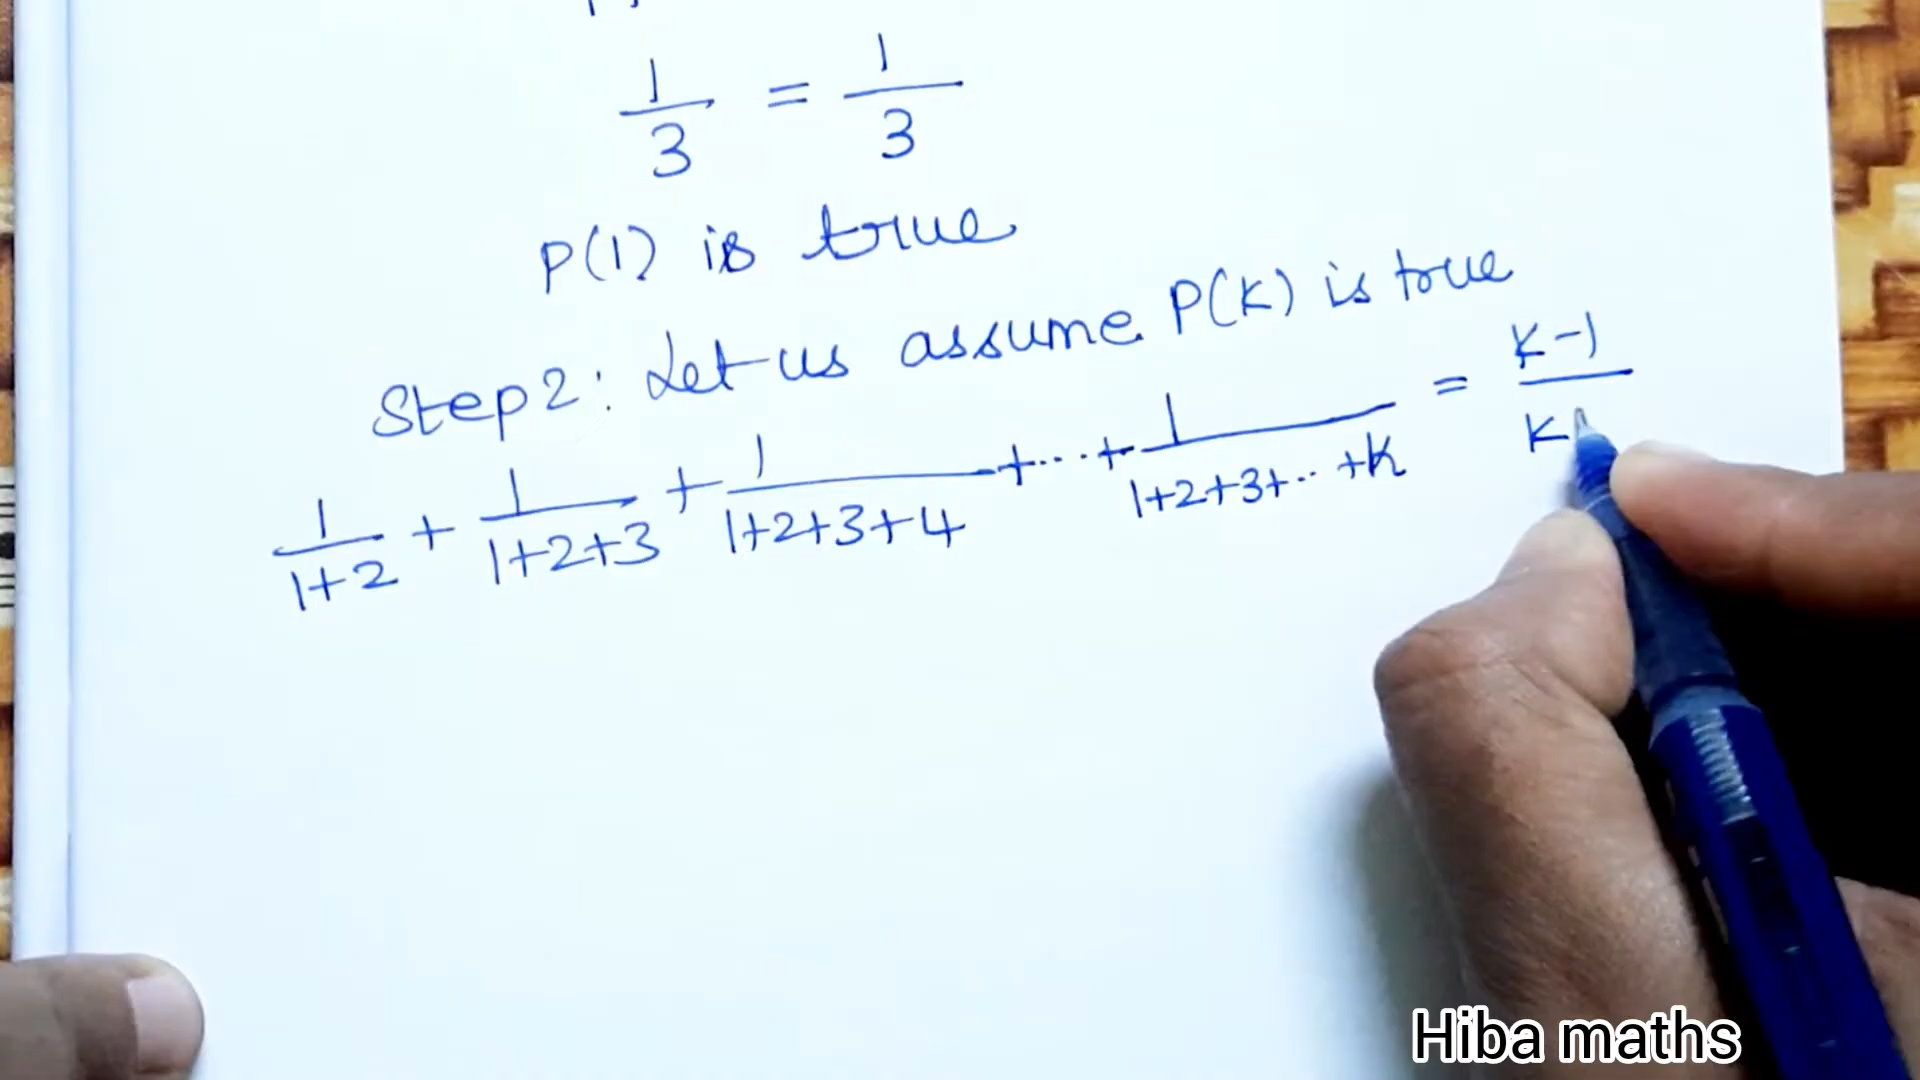 1/3 = 1/3
P(1) is true
Step 2: Let us assume P(K) is true
1/(1+2) + 1/(1+2+3) + 1/(1+2+3+4) + ... + 1/(1+2+3+...+K) = (K-1)/K
Hiba maths